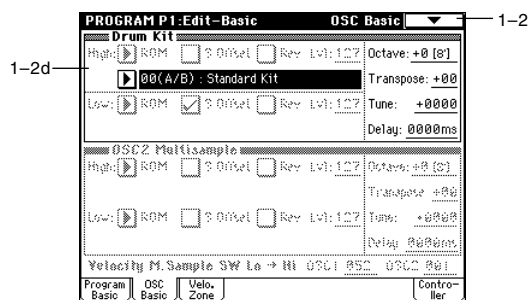 PROGRAM P1:Edit-Basic OSC Basic
1-2
Drum Kit
High: ROM S.Offset Rev Lvl: 127 Octave: +0 [8']
1-2d
00(A/B) : Standard Kit Transpose: +00
Low: ROM S.Offset Rev Lvl: 127 Tune: +0000
Delay: 0000ms
OSC2 Multisample
High: ROM S.Offset Rev Lvl: 127 Octave: +0 [8']
Transpose +00
Low: ROM S.Offset Rev Lvl: 127 Tune: +0000
Delay 0000ms
Velocity M.Sample SW Lo → Hi OSC1 052 OSC2 001
Program Basic OSC Basic Velo. Zone Contro-ller